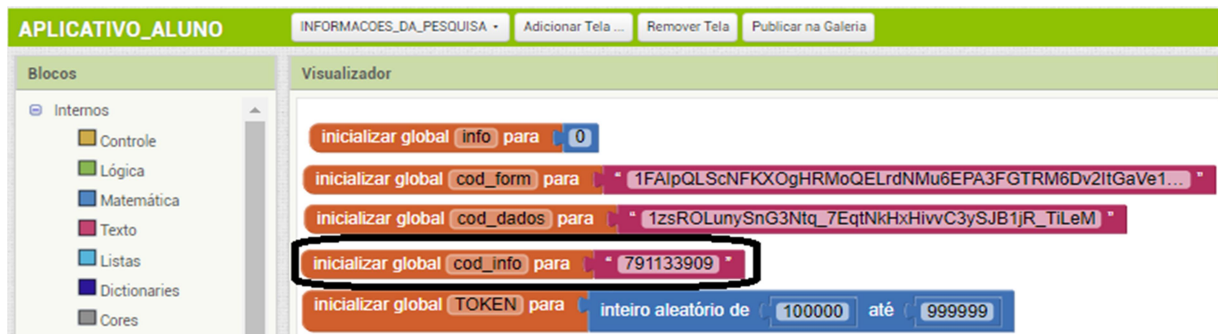 APLICATIVO_ALUNO INFORMACOES_DA_PESQUISA Adicionar Tela ... Remover Tela Publicar na Galeria
Blocos Visualizador
Internos
Controle
Lógica
Matemática
Texto
Listas
Dictionaries
Cores
inicializar global info para 0
inicializar global cod_form para " 1FAIpQLScNFKXOgHRMoQELrdNMu6EPA3FGTRM6Dv2ItGaVe1... "
inicializar global cod_dados para " 1zsROLunySnG3Ntq_7EqtNkHxHivvC3ySJB1jR_TiLeM "
inicializar global cod_info para " 791133909 "
inicializar global TOKEN para inteiro aleatório de 100000 até 999999